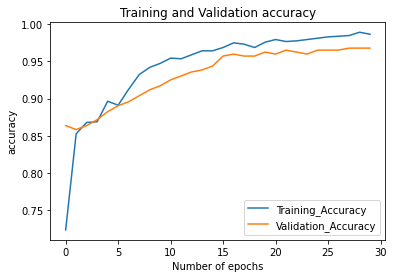 Training and Validation accuracy
accuracy
1.00
0.95
0.90
0.85
0.80
0.75
0
5
10
15
20
25
30
Number of epochs
Training_Accuracy
Validation_Accuracy